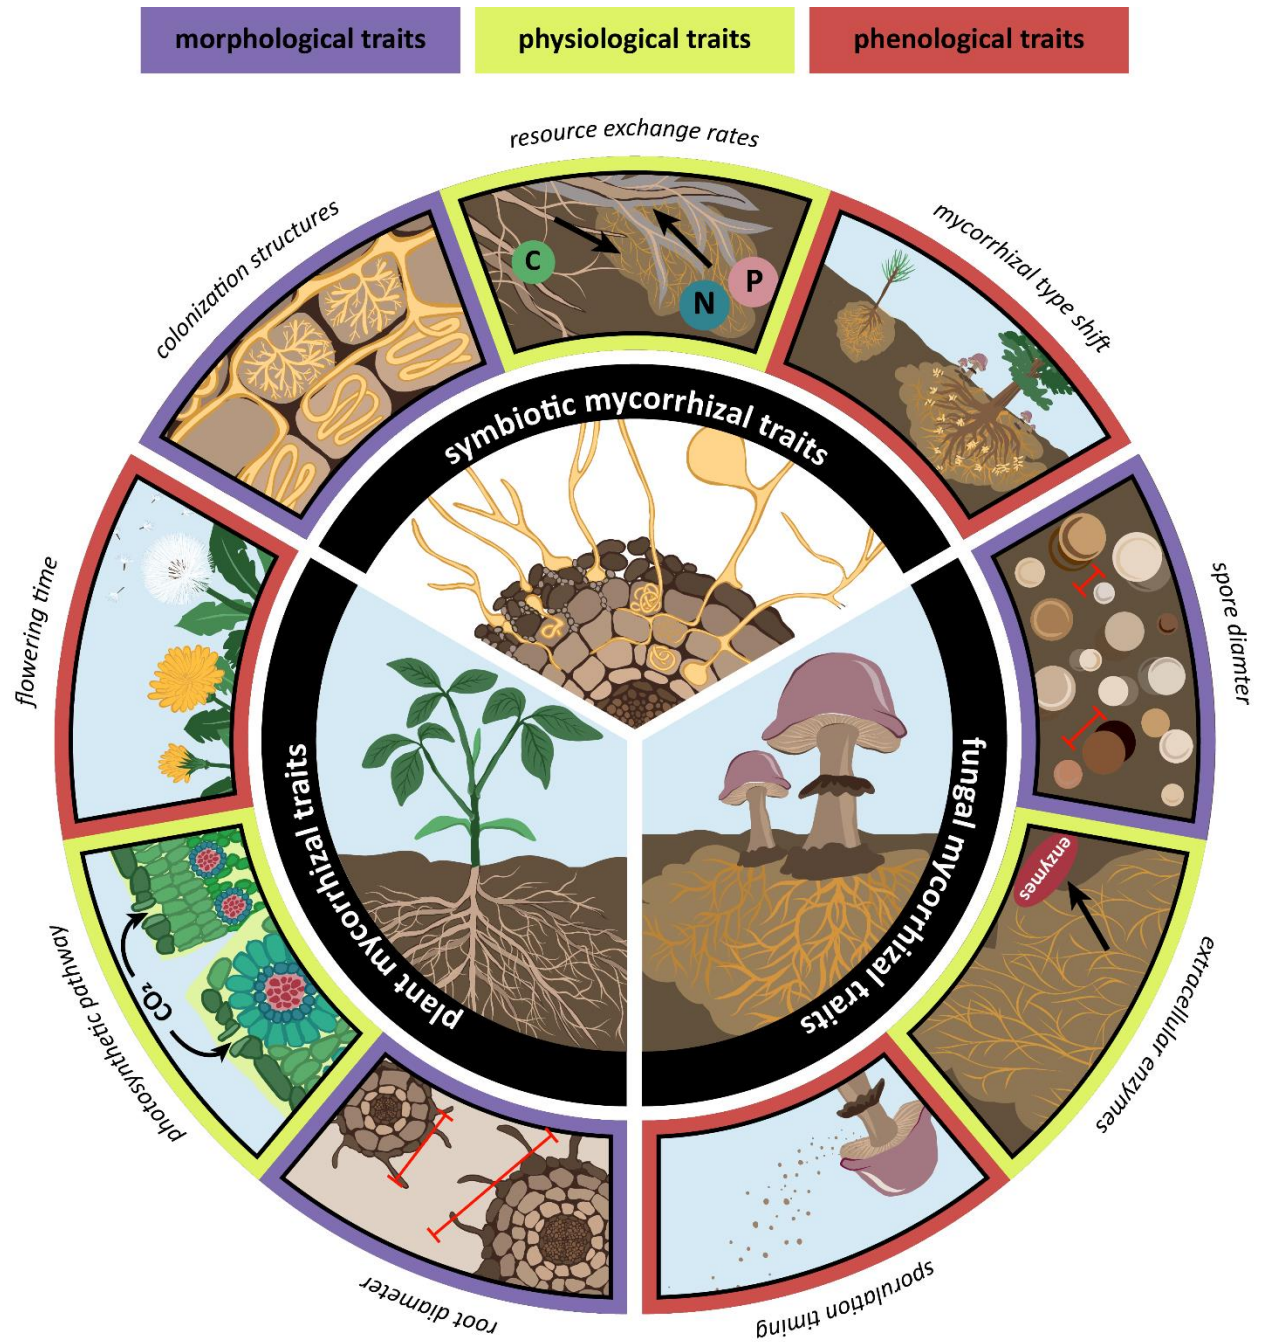 morphological traits
physiological traits
phenological traits
resource exchange rates
colonization structures
mycorrhizal type shift
C
N
P
symbiotic mycorrhizal traits
flowering time
spore diamter
plant mycorrhizal traits
fungal mycorrhizal traits
enzymes
CO₂
photosynthetic pathway
extracellular enzymes
root diameter
sporulation timing